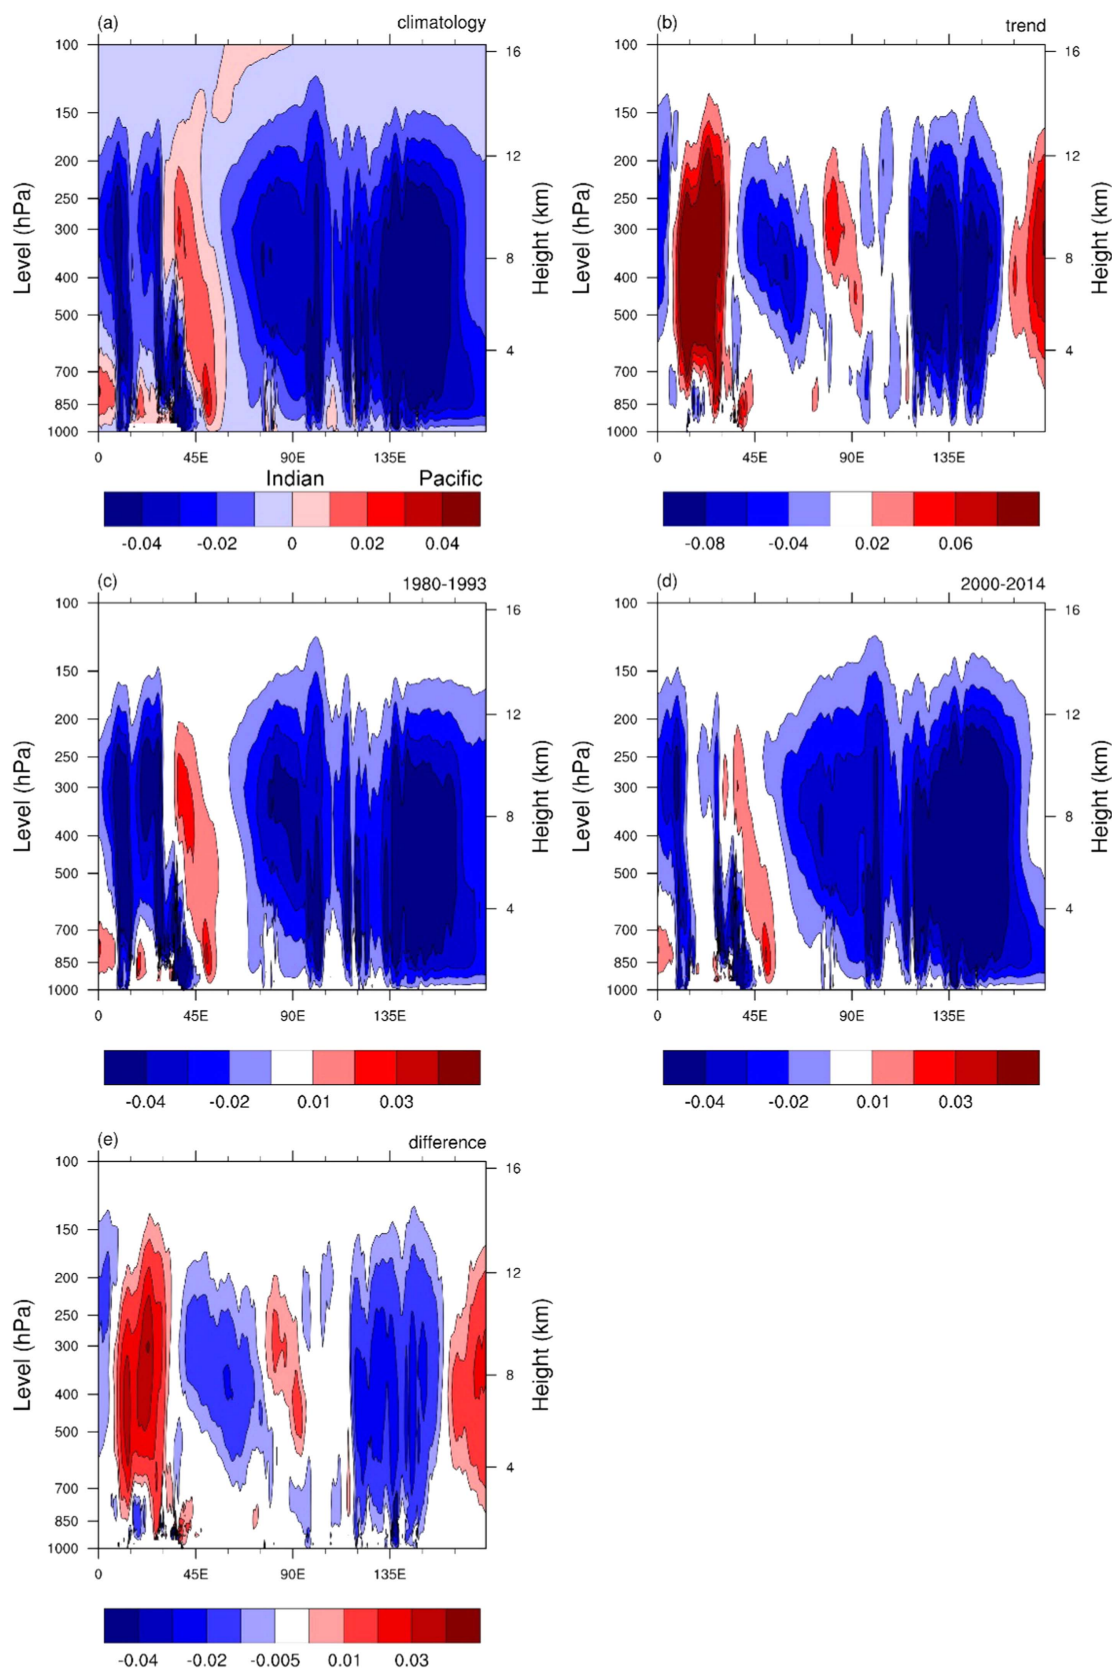 (a) climatology
100
150
200
250
300
400
500
700
850
1000
Level (hPa)
16
12
8
4
Height (km)
0 45E 90E 135E
Indian Pacific
-0.04 -0.02 0 0.02 0.04
(b) trend
100
150
200
250
300
400
500
700
850
1000
Level (hPa)
16
12
8
4
Height (km)
0 45E 90E 135E
-0.08 -0.04 0.02 0.06
(c) 1980-1993
100
150
200
250
300
400
500
700
850
1000
Level (hPa)
16
12
8
4
Height (km)
0 45E 90E 135E
-0.04 -0.02 0.01 0.03
(d) 2000-2014
100
150
200
250
300
400
500
700
850
1000
Level (hPa)
16
12
8
4
Height (km)
0 45E 90E 135E
-0.04 -0.02 0.01 0.03
(e) difference
100
150
200
250
300
400
500
700
850
1000
Level (hPa)
16
12
8
4
Height (km)
0 45E 90E 135E
-0.04 -0.02 -0.005 0.01 0.03